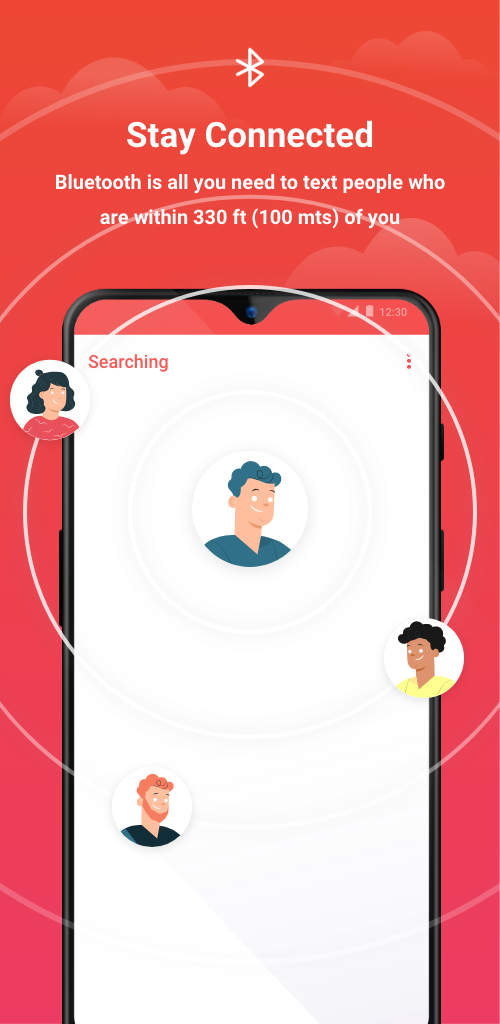 Stay Connected
Bluetooth is all you need to text people who
are within 330 ft (100 mts) of you
12:30
Searching